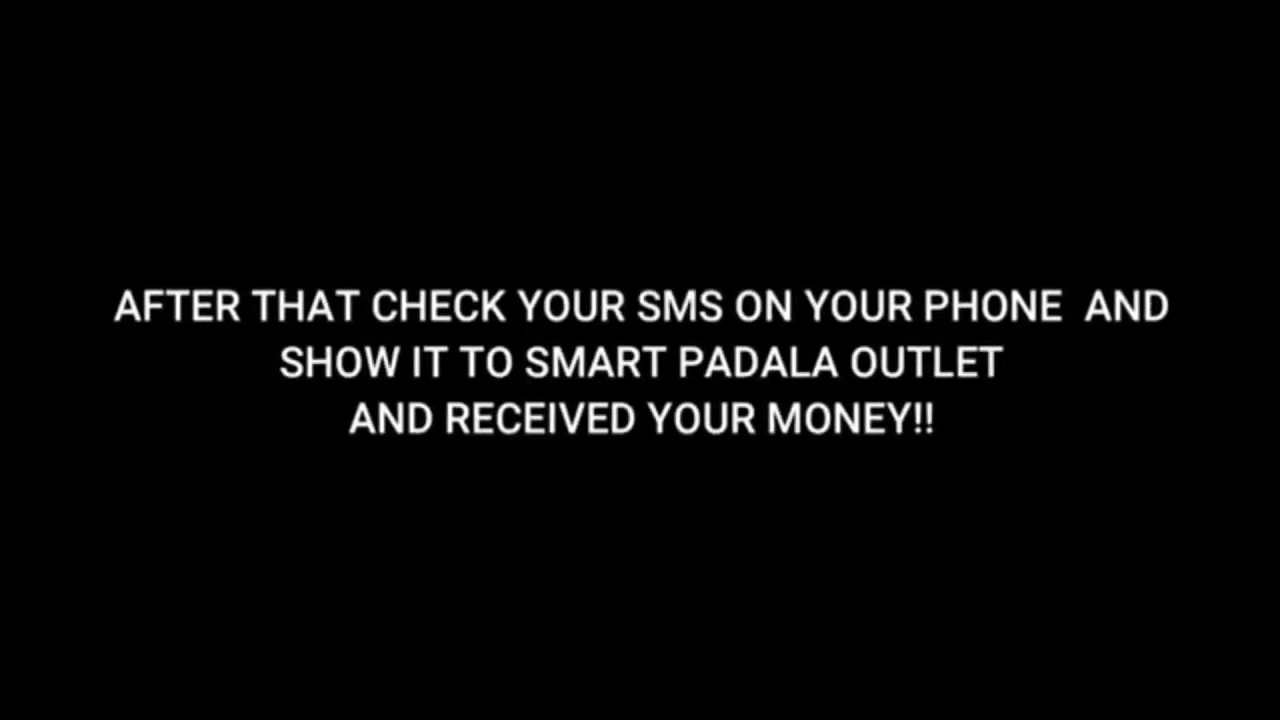 AFTER THAT CHECK YOUR SMS ON YOUR PHONE  AND
SHOW IT TO SMART PADALA OUTLET
AND RECEIVED YOUR MONEY!!